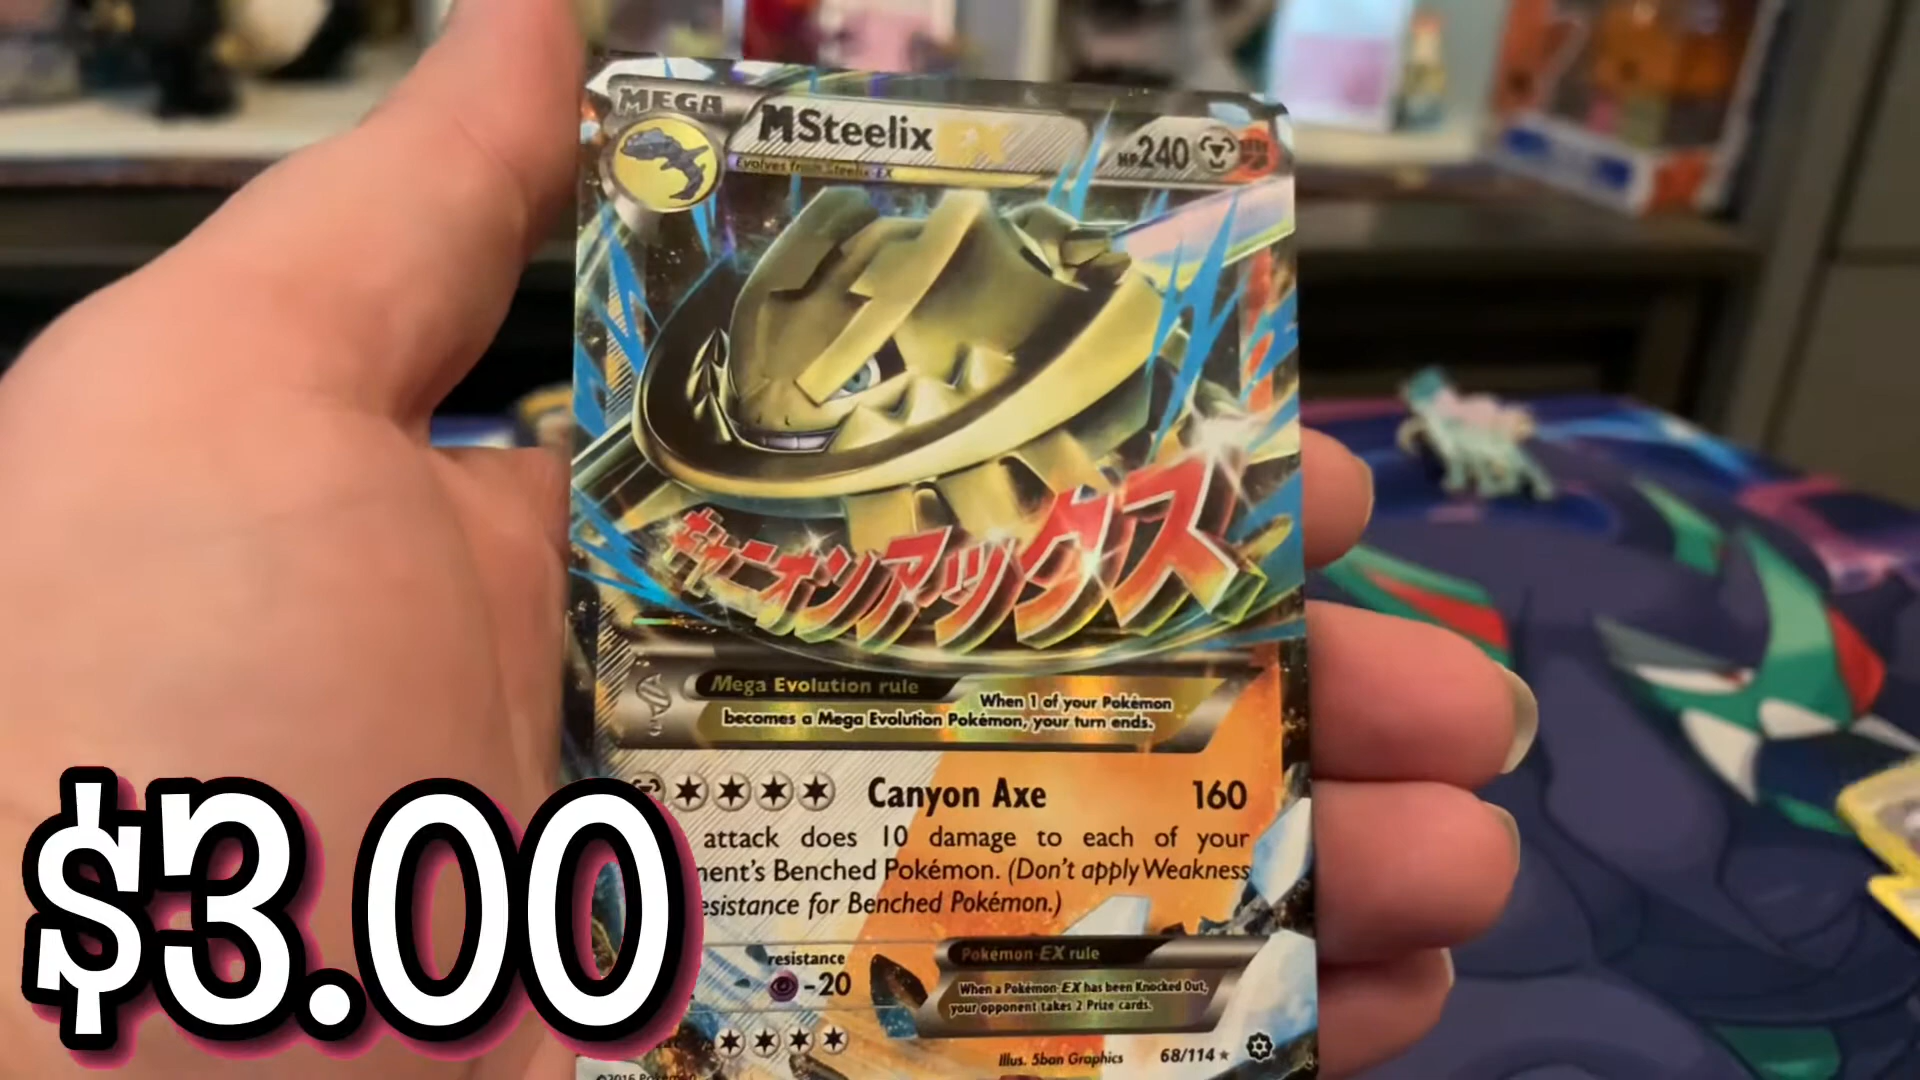 MEGA
MSteelix EX
HP240
Evolves from Steelix-EX
キャニオンアックス
Mega Evolution rule
When 1 of your Pokémon
becomes a Mega Evolution Pokémon, your turn ends.
Canyon Axe 160
attack does 10 damage to each of your
nent's Benched Pokémon. (Don't apply Weakness
esistance for Benched Pokémon.)
resistance
-20
Pokémon-EX rule
When a Pokémon-EX has been Knocked Out,
your opponent takes 2 Prize cards.
Illus. 5ban Graphics
68/114
©2016 Pokémon
$3.00